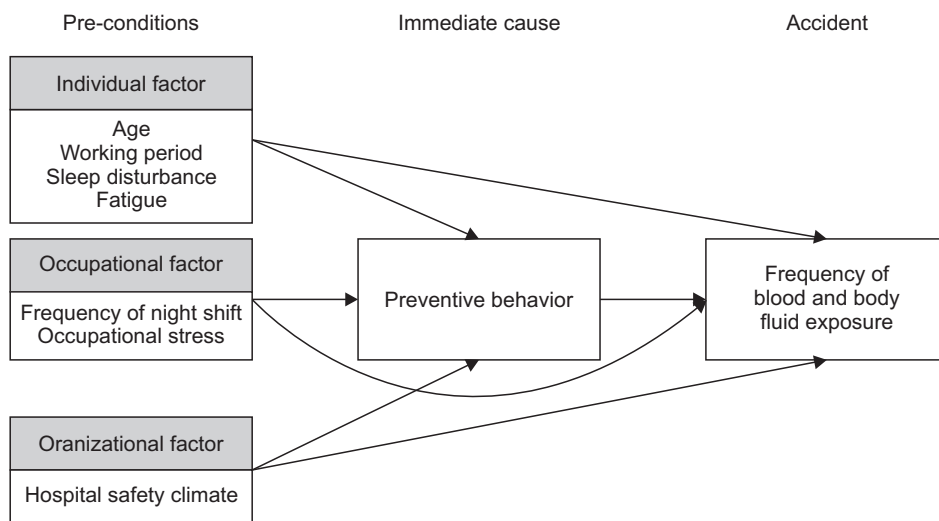 Pre-conditions
Immediate cause
Accident
Individual factor
Age
Working period
Sleep disturbance
Fatigue
Occupational factor
Frequency of night shift
Occupational stress
Preventive behavior
Frequency of
blood and body
fluid exposure
Oranizational factor
Hospital safety climate